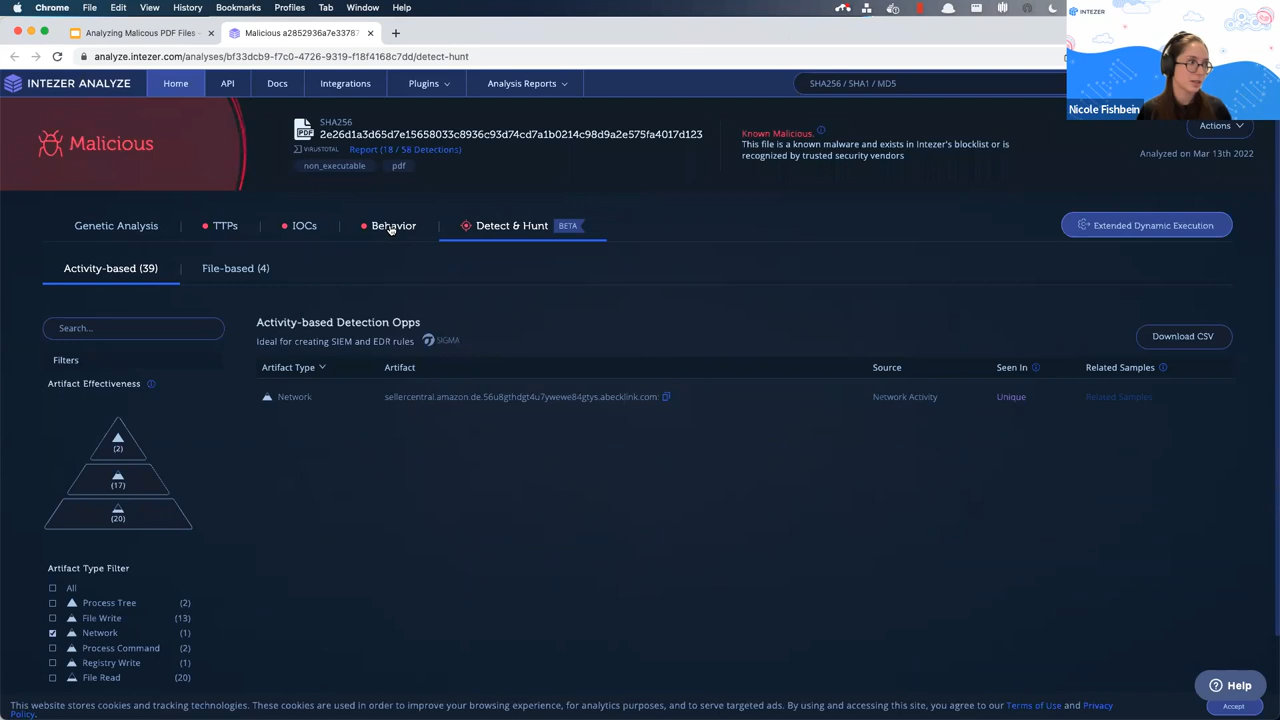 Chrome File Edit View History Bookmarks Profiles Tab Window Help
Analyzing Malicous PDF Files –
Malicious a2852936a7e33787
analyze.intezer.com/analyses/bf33dcb9-f7c0-4726-9319-f18f4168c7dd/detect-hunt
INTEZER
Nicole Fishbein
INTEZER ANALYZE Home API Docs Integrations Plugins Analysis Reports
SHA256 / SHA1 / MD5
Malicious
PDF
SHA256
2e26d1a3d65d7e15658033c8936c93d74cd7a1b0214c98d9a2e575fa4017d123
VIRUSTOTAL Report (18 / 58 Detections)
non_executable pdf
Known Malicious.
This file is a known malware and exists in Intezer's blocklist or is
recognized by trusted security vendors
Actions
Analyzed on Mar 13th 2022
Genetic Analysis TTPs IOCs Behavior Detect & Hunt BETA
Extended Dynamic Execution
Activity-based (39) File-based (4)
Search...
Filters
Artifact Effectiveness
(2)
(17)
(20)
Artifact Type Filter
All
Process Tree (2)
File Write (13)
Network (1)
Process Command (2)
Registry Write (1)
File Read (20)
Activity-based Detection Opps
Ideal for creating SIEM and EDR rules SIGMA
Download CSV
Artifact Type Artifact Source Seen In Related Samples
Network sellercentral.amazon.de.56u8gthdgt4u7ywewe84gtys.abecklink.com: Network Activity Unique Related Samples
Help
This website stores cookies and tracking technologies. These cookies are used in order to improve your browsing experience, for analytics purposes, and to serve targeted ads. By using and accessing this site, you agree to our Terms of Use and Privacy
Policy.
Accept